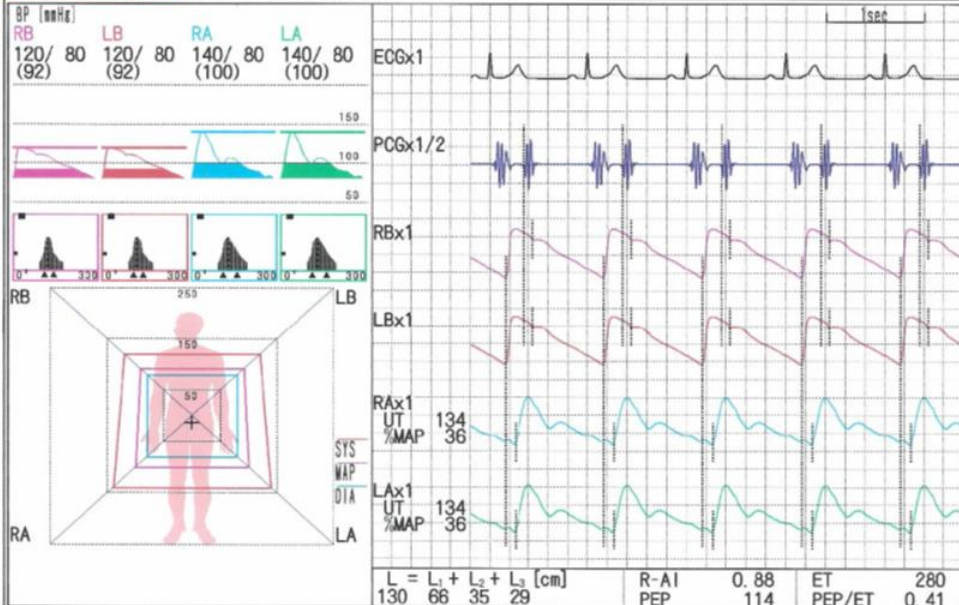 BP [mmHg]
RB LB RA LA
120/ 80 120/ 80 140/ 80 140/ 80
(92) (92) (100) (100)
150
100
50
0' 300 0' 300 0' 300 0' 300
RB LB
250
150
50
SYS
MAP
DIA
RA LA
1sec
ECGx1
PCGx1/2
RBx1
LBx1
RAx1
UT 134
%MAP 36
LAx1
UT 134
%MAP 36
L = L1 + L2 + L3 [cm] R-AI 0.88 ET 280
130 66 35 29 PEP 114 PEP/ET 0.41